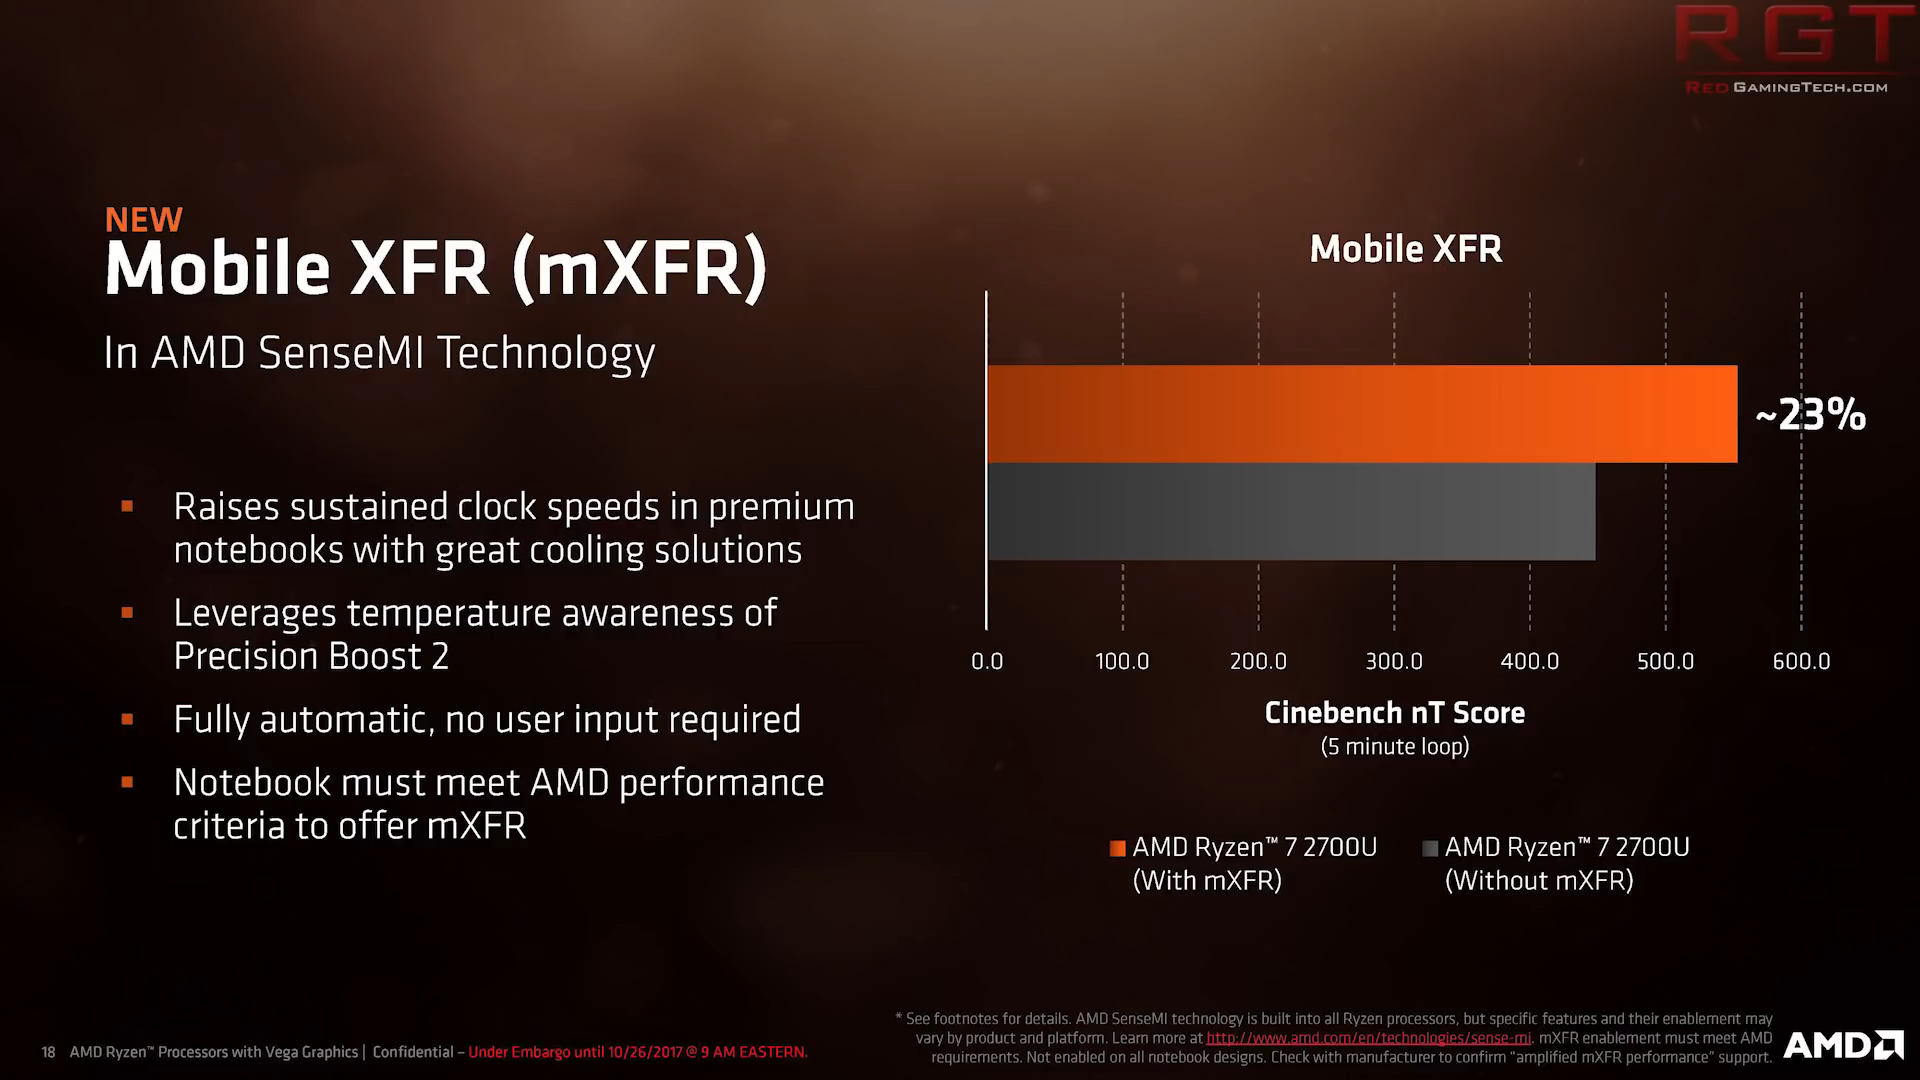 RGT
RED GAMINGTECH.COM
NEW
Mobile XFR (mXFR)
In AMD SenseMI Technology
▪ Raises sustained clock speeds in premium
notebooks with great cooling solutions
▪ Leverages temperature awareness of
Precision Boost 2
▪ Fully automatic, no user input required
▪ Notebook must meet AMD performance
criteria to offer mXFR
Mobile XFR
~23%
0.0 100.0 200.0 300.0 400.0 500.0 600.0
Cinebench nT Score
(5 minute loop)
AMD Ryzen™ 7 2700U
(With mXFR)
AMD Ryzen™ 7 2700U
(Without mXFR)
* See footnotes for details. AMD SenseMI technology is built into all Ryzen processors, but specific features and their enablement may
vary by product and platform. Learn more at http://www.amd.com/en/technologies/sense-mi. mXFR enablement must meet AMD
requirements. Not enabled on all notebook designs. Check with manufacturer to confirm "amplified mXFR performance" support.
18 AMD Ryzen™ Processors with Vega Graphics | Confidential – Under Embargo until 10/26/2017 @ 9 AM EASTERN.
AMD